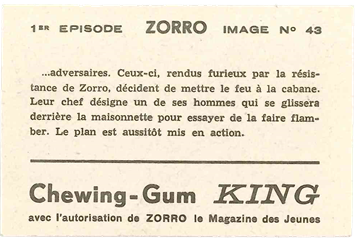 1ER EPISODE ZORRO IMAGE No 43
...adversaires. Ceux-ci, rendus furieux par la résis-
tance de Zorro, décident de mettre le feu à la cabane.
Leur chef désigne un de ses hommes qui se glissera
derrière la maisonnette pour essayer de la faire flam-
ber. Le plan est aussitôt mis en action.
Chewing-Gum KING
avec l'autorisation de ZORRO le Magazine des Jeunes